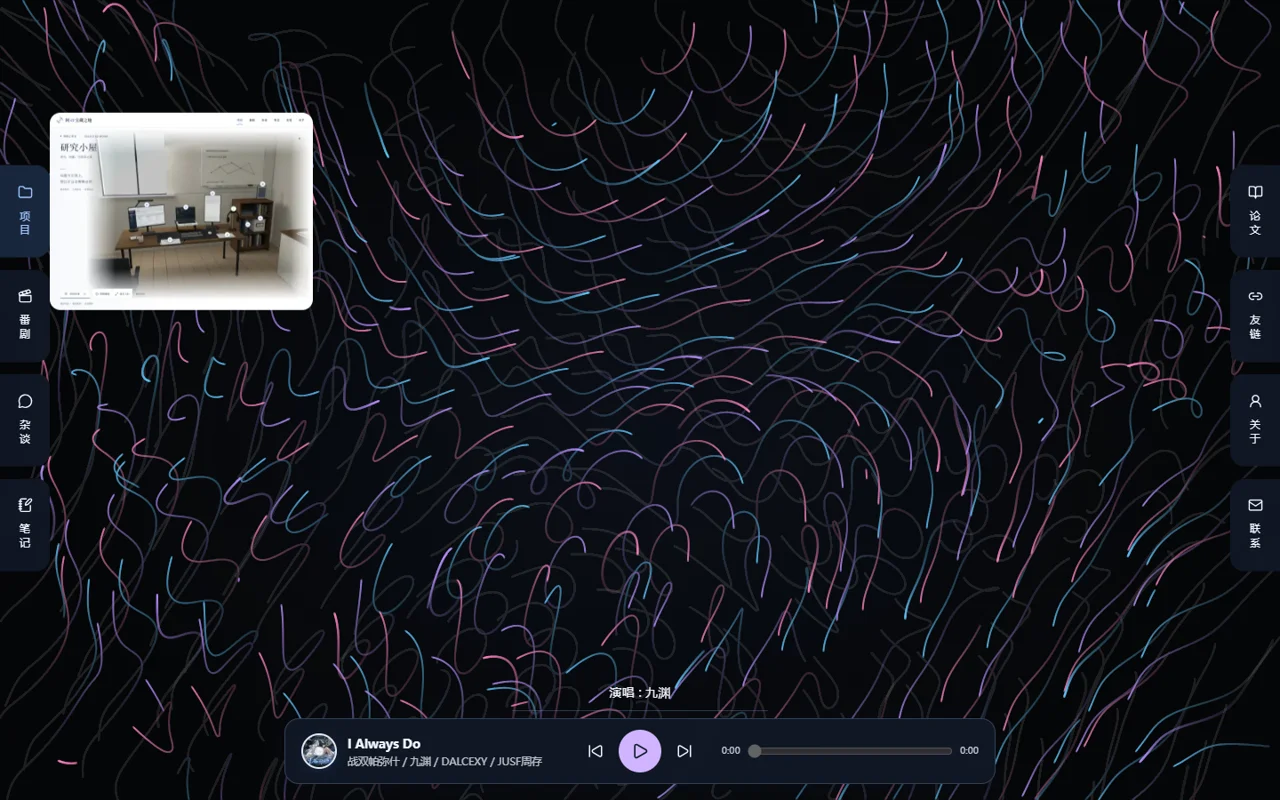 研究小屋
项目
番剧
杂谈
笔记
论文
友链
关于
联系
演唱 : 九渊
I Always Do
战双帕弥什 / 九渊 / DALCEXY / JUSF周存
0:00
0:00